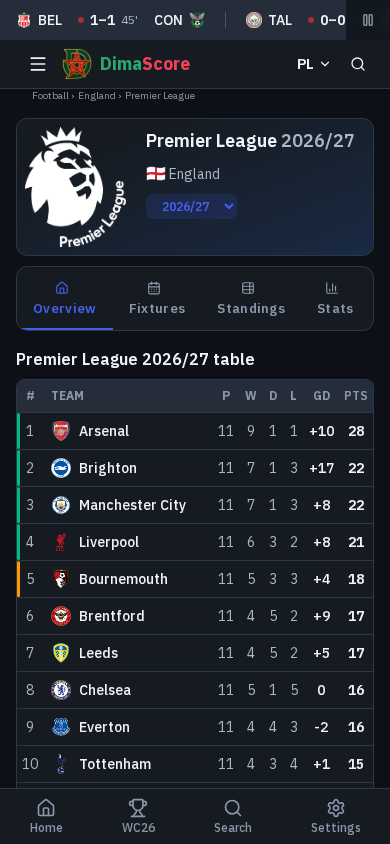 BEL 1–1 45' CON TAL 0–0
DimaScore PL
Football › England › Premier League
Premier League 2026/27
England
2026/27
Premier League
Overview Fixtures Standings Stats
Premier League 2026/27 table
# TEAM P W D L GD PTS
1 Arsenal 11 9 1 1 +10 28
2 Brighton 11 7 1 3 +17 22
3 Manchester City 11 7 1 3 +8 22
4 Liverpool 11 6 3 2 +8 21
5 Bournemouth 11 5 3 3 +4 18
6 Brentford 11 4 5 2 +9 17
7 Leeds 11 4 5 2 +5 17
8 Chelsea 11 5 1 5 0 16
9 Everton 11 4 4 3 -2 16
10 Tottenham 11 4 3 4 +1 15
Home WC26 Search Settings